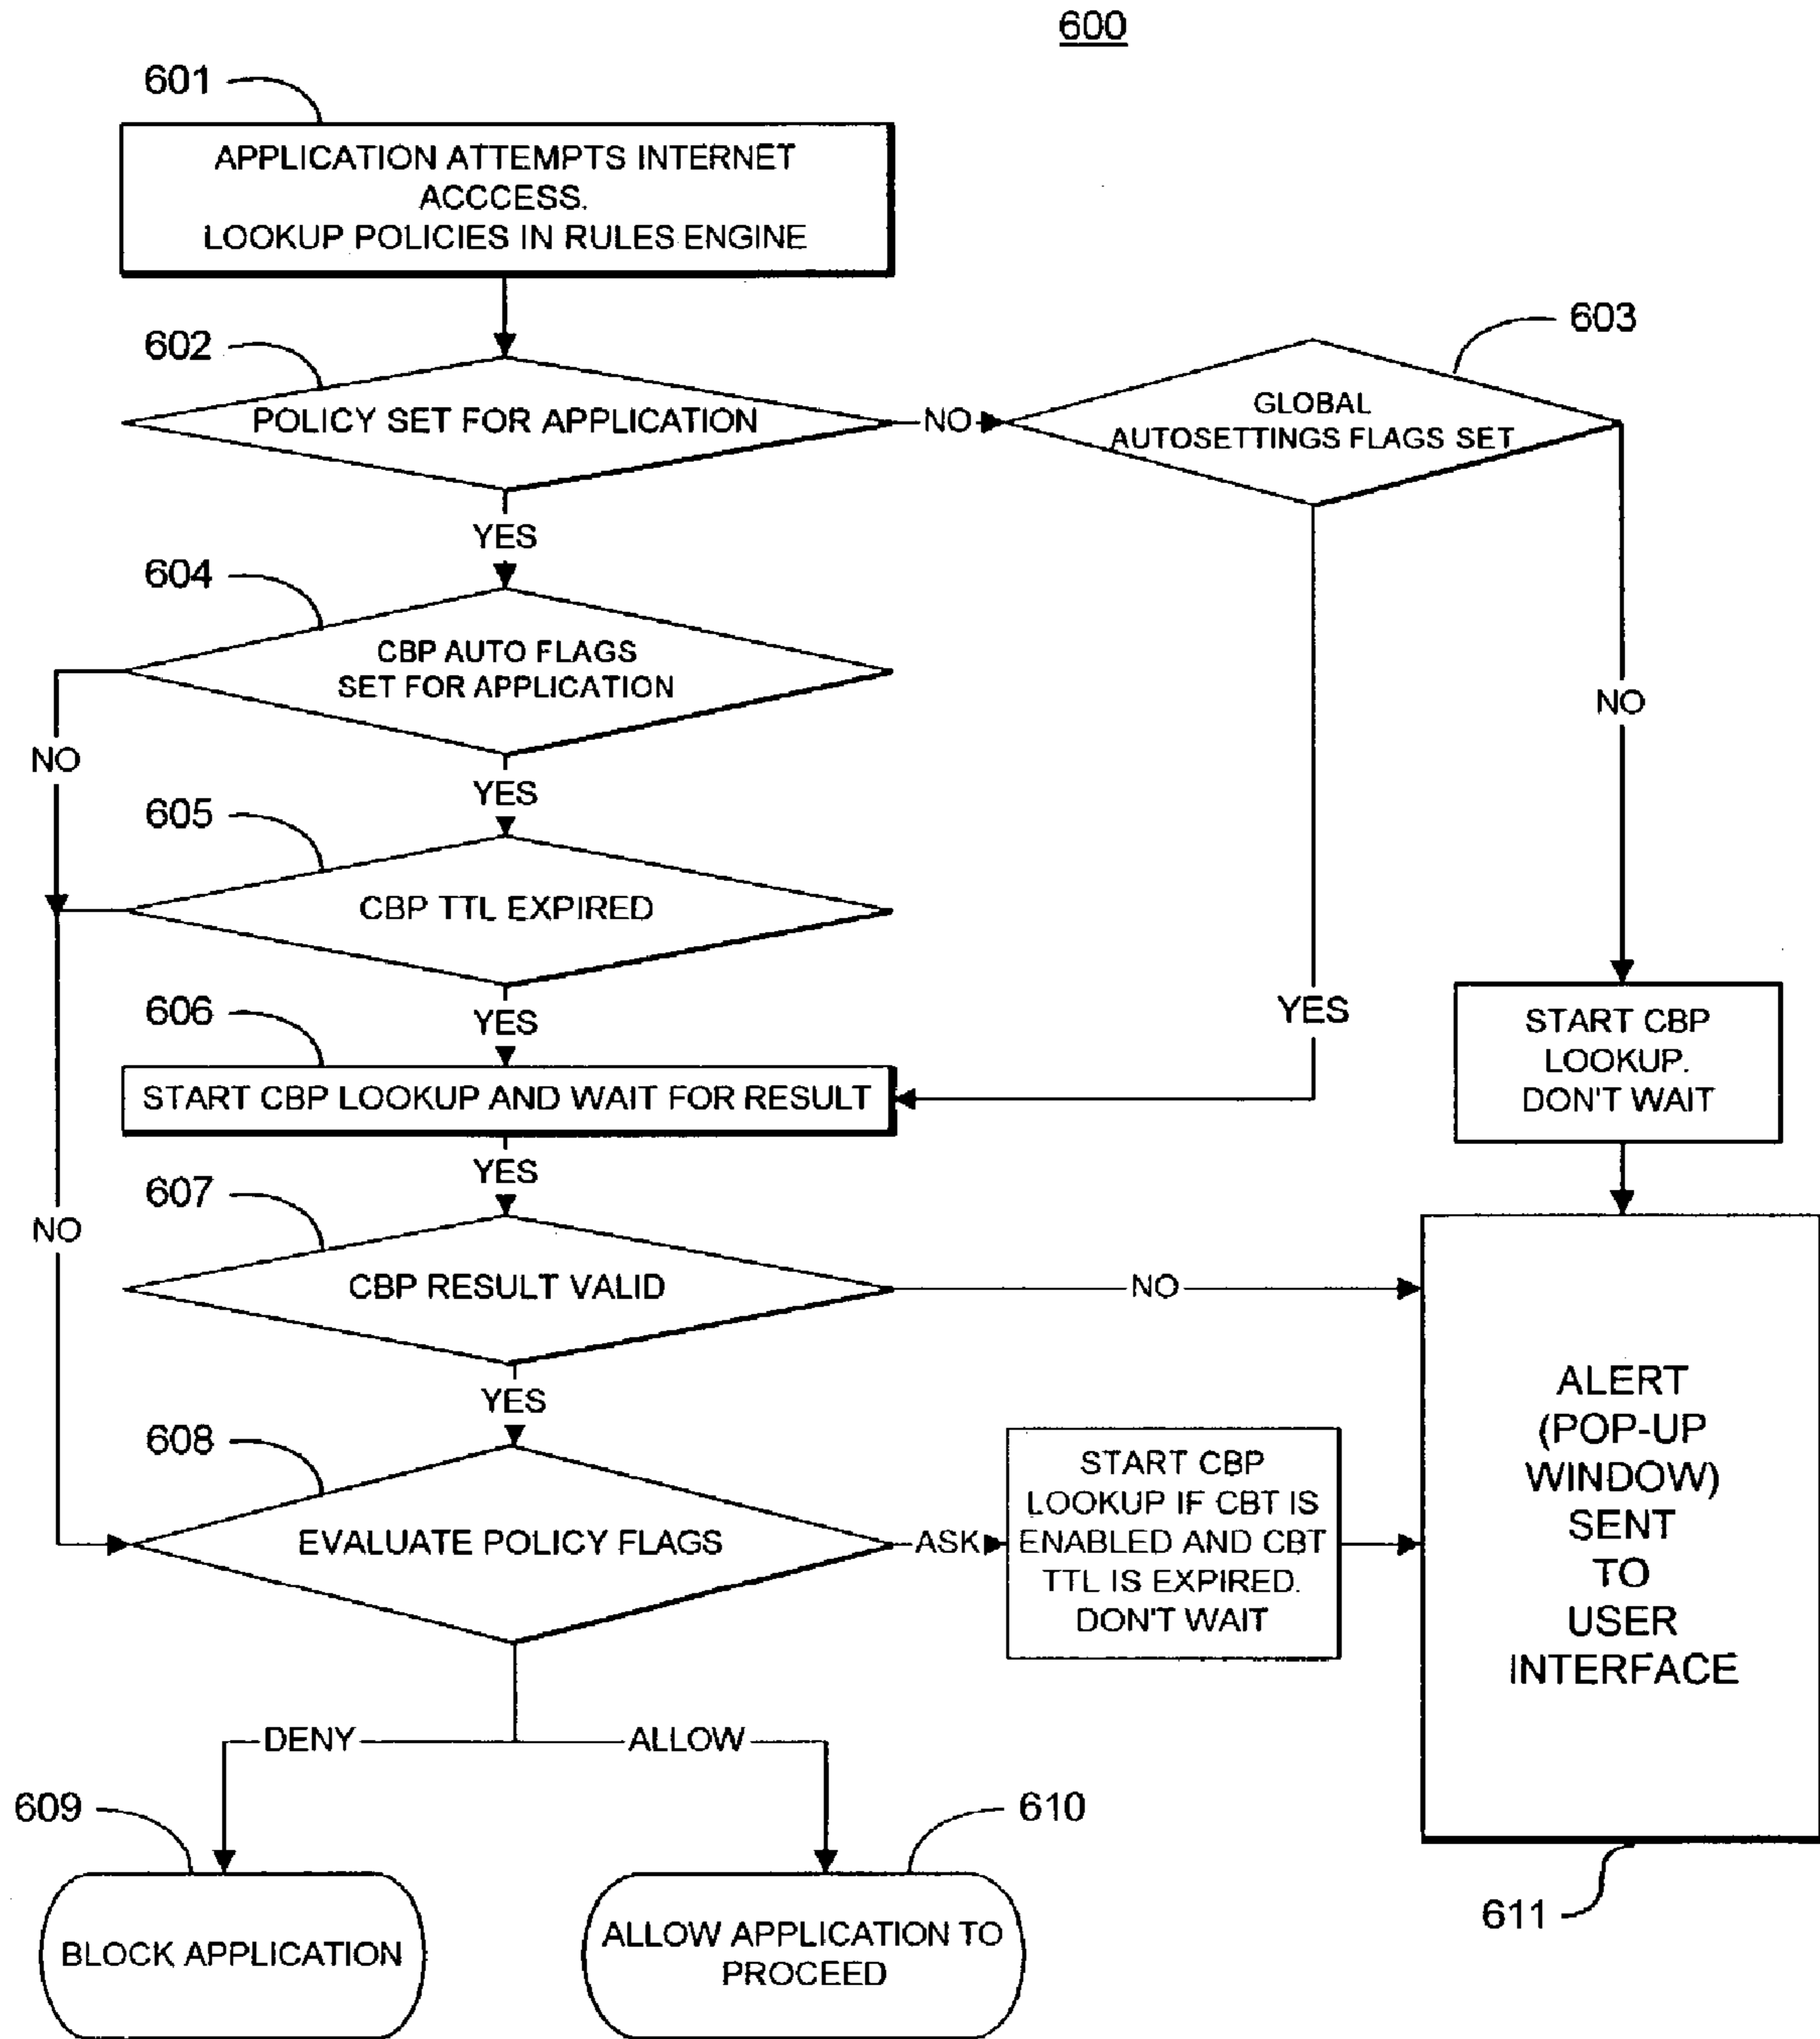 600
601
APPLICATION ATTEMPTS INTERNET
ACCCESS.
LOOKUP POLICIES IN RULES ENGINE
602
POLICY SET FOR APPLICATION
NO
603
GLOBAL
AUTOSETTINGS FLAGS SET
YES
604
CBP AUTO FLAGS
SET FOR APPLICATION
NO
NO
YES
605
CBP TTL EXPIRED
YES
606
YES
START CBP LOOKUP AND WAIT FOR RESULT
START CBP
LOOKUP.
DON'T WAIT
YES
607
NO
CBP RESULT VALID
NO
YES
608
EVALUATE POLICY FLAGS
ASK
START CBP
LOOKUP IF CBT IS
ENABLED AND CBT
TTL IS EXPIRED.
DON'T WAIT
ALERT
(POP-UP
WINDOW)
SENT
TO
USER
INTERFACE
DENY
ALLOW
609
610
611
BLOCK APPLICATION
ALLOW APPLICATION TO
PROCEED